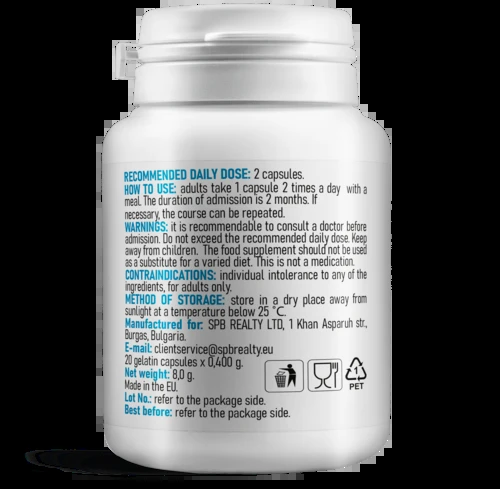 RECOMMENDED DAILY DOSE: 2 capsules.
HOW TO USE: adults take 1 capsule 2 times a day with a
meal. The duration of admission is 2 months. If
necessary, the course can be repeated.
WARNINGS: it is recommendable to consult a doctor before
admission. Do not exceed the recommended daily dose. Keep
away from children. The food supplement should not be used
as a substitute for a varied diet. This is not a medication.
CONTRAINDICATIONS: individual intolerance to any of the
ingredients, for adults only.
METHOD OF STORAGE: store in a dry place away from
sunlight at a temperature below 25 ˚C.
Manufactured for: SPB REALTY LTD, 1 Khan Asparuh str.,
Burgas, Bulgaria.
E-mail: clientservice@spbrealty.eu
20 gelatin capsules x 0,400 g.
Net weight: 8,0 g.
Made in the EU.
Lot No.: refer to the package side.
Best before: refer to the package side.
1
PET